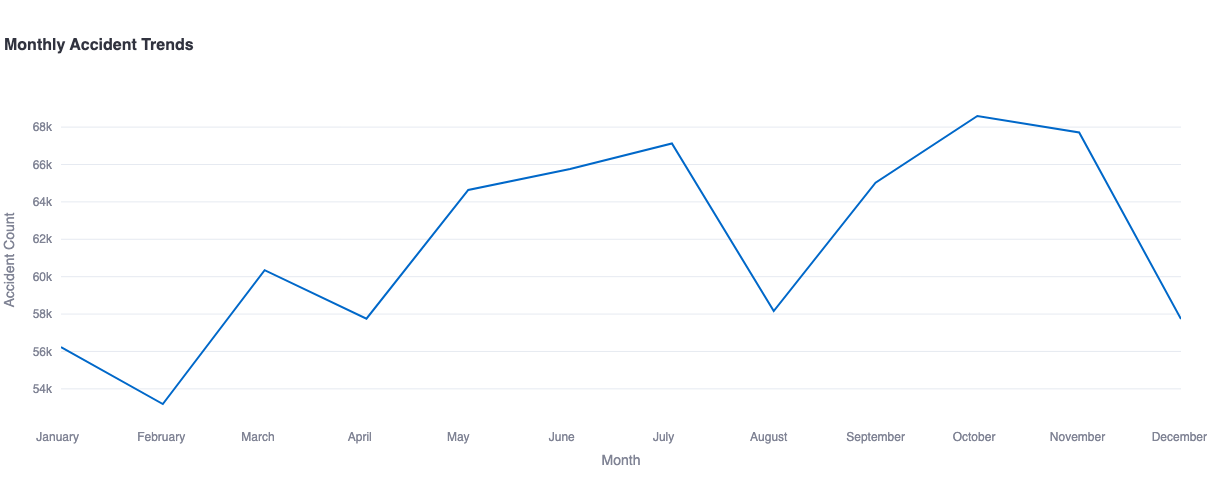 Monthly Accident Trends
68k
66k
64k
62k
60k
58k
56k
54k
Accident Count
January February March April May June July August September October November December
Month